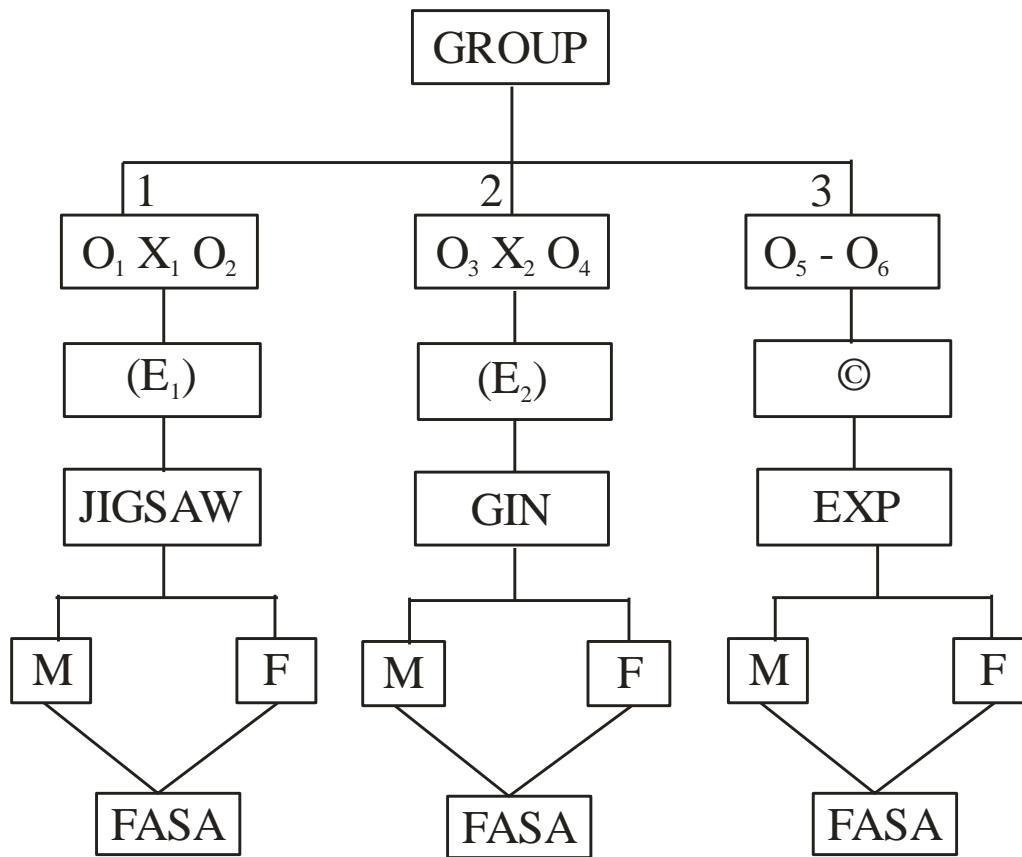 GROUP
1 2 3
O₁ X₁ O₂ O₃ X₂ O₄ O₅ - O₆
(E₁) (E₂) ©
JIGSAW GIN EXP
M F M F M F
FASA FASA FASA